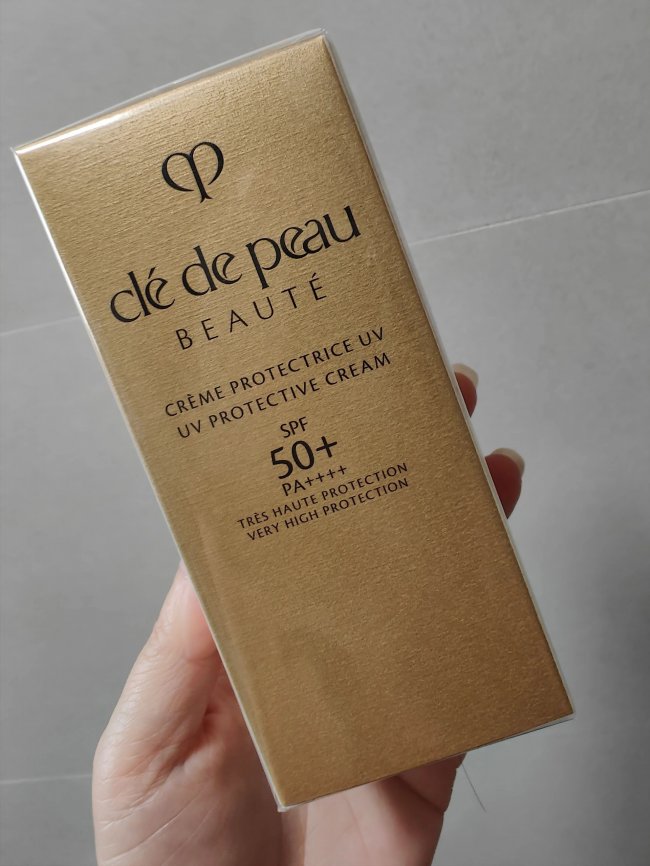 clé de peau
BEAUTÉ
CRÈME PROTECTRICE UV
UV PROTECTIVE CREAM
SPF
50+
PA++++
TRÈS HAUTE PROTECTION
VERY HIGH PROTECTION